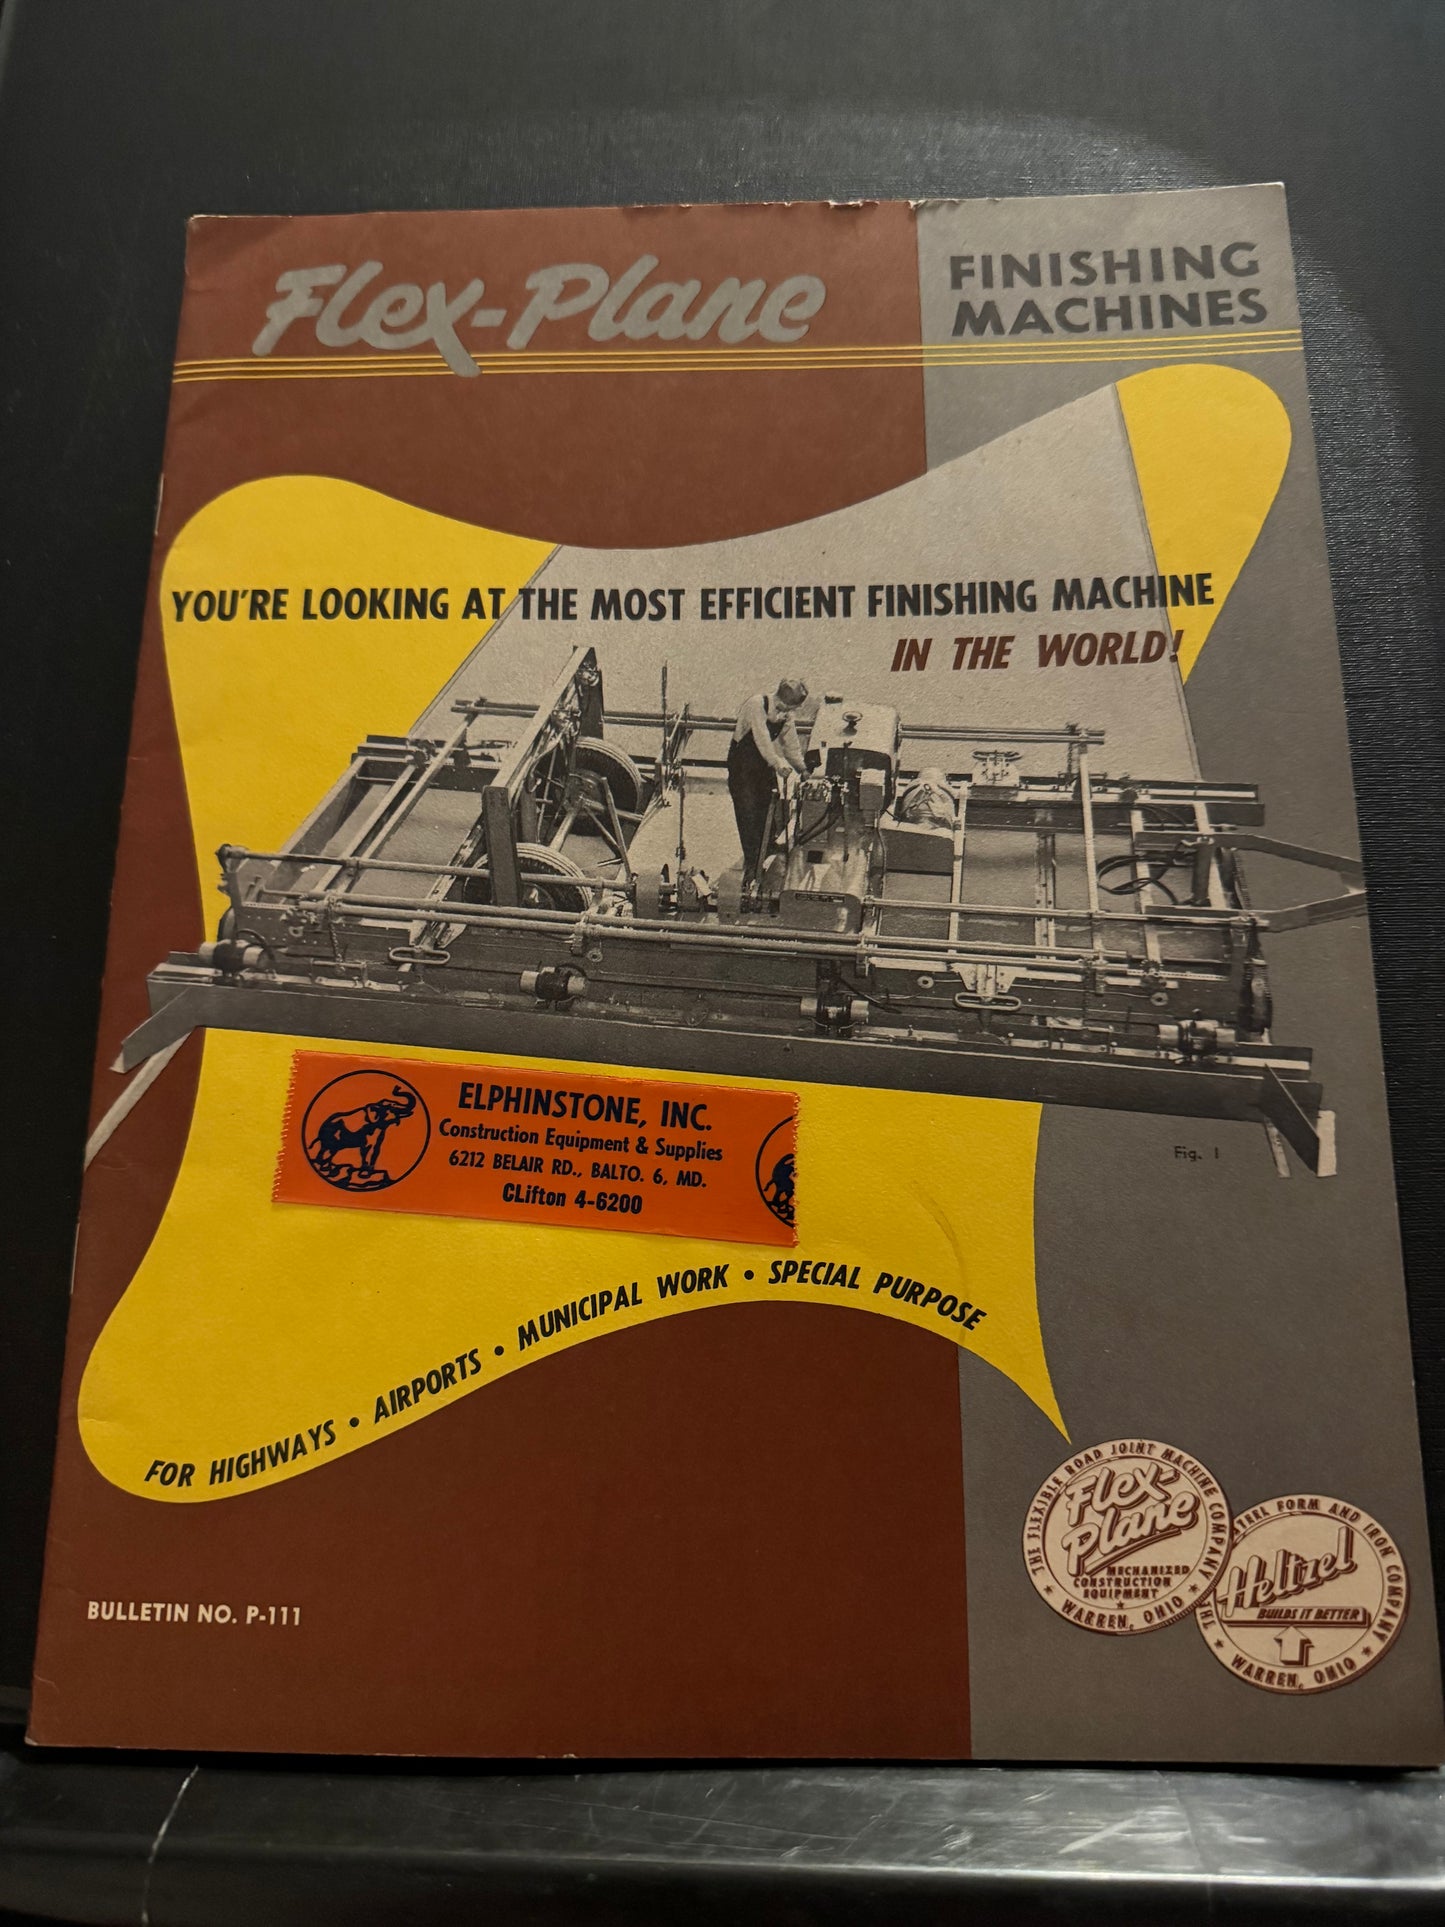 Flex-Plane
FINISHING
MACHINES
YOU'RE LOOKING AT THE MOST EFFICIENT FINISHING MACHINE
IN THE WORLD!
Fig. 1
ELPHINSTONE, INC.
Construction Equipment & Supplies
6212 BELAIR RD., BALTO. 6, MD.
CLifton 4-6200
FOR HIGHWAYS • AIRPORTS • MUNICIPAL WORK • SPECIAL PURPOSE
BULLETIN NO. P-111
THE FLEXIBLE ROAD JOINT MACHINE COMPANY
Flex-
Plane
MECHANIZED
CONSTRUCTION
EQUIPMENT
★ WARREN, OHIO ★
THE STEEL FORM AND IRON COMPANY
Heltzel
BUILDS IT BETTER
★ WARREN, OHIO ★